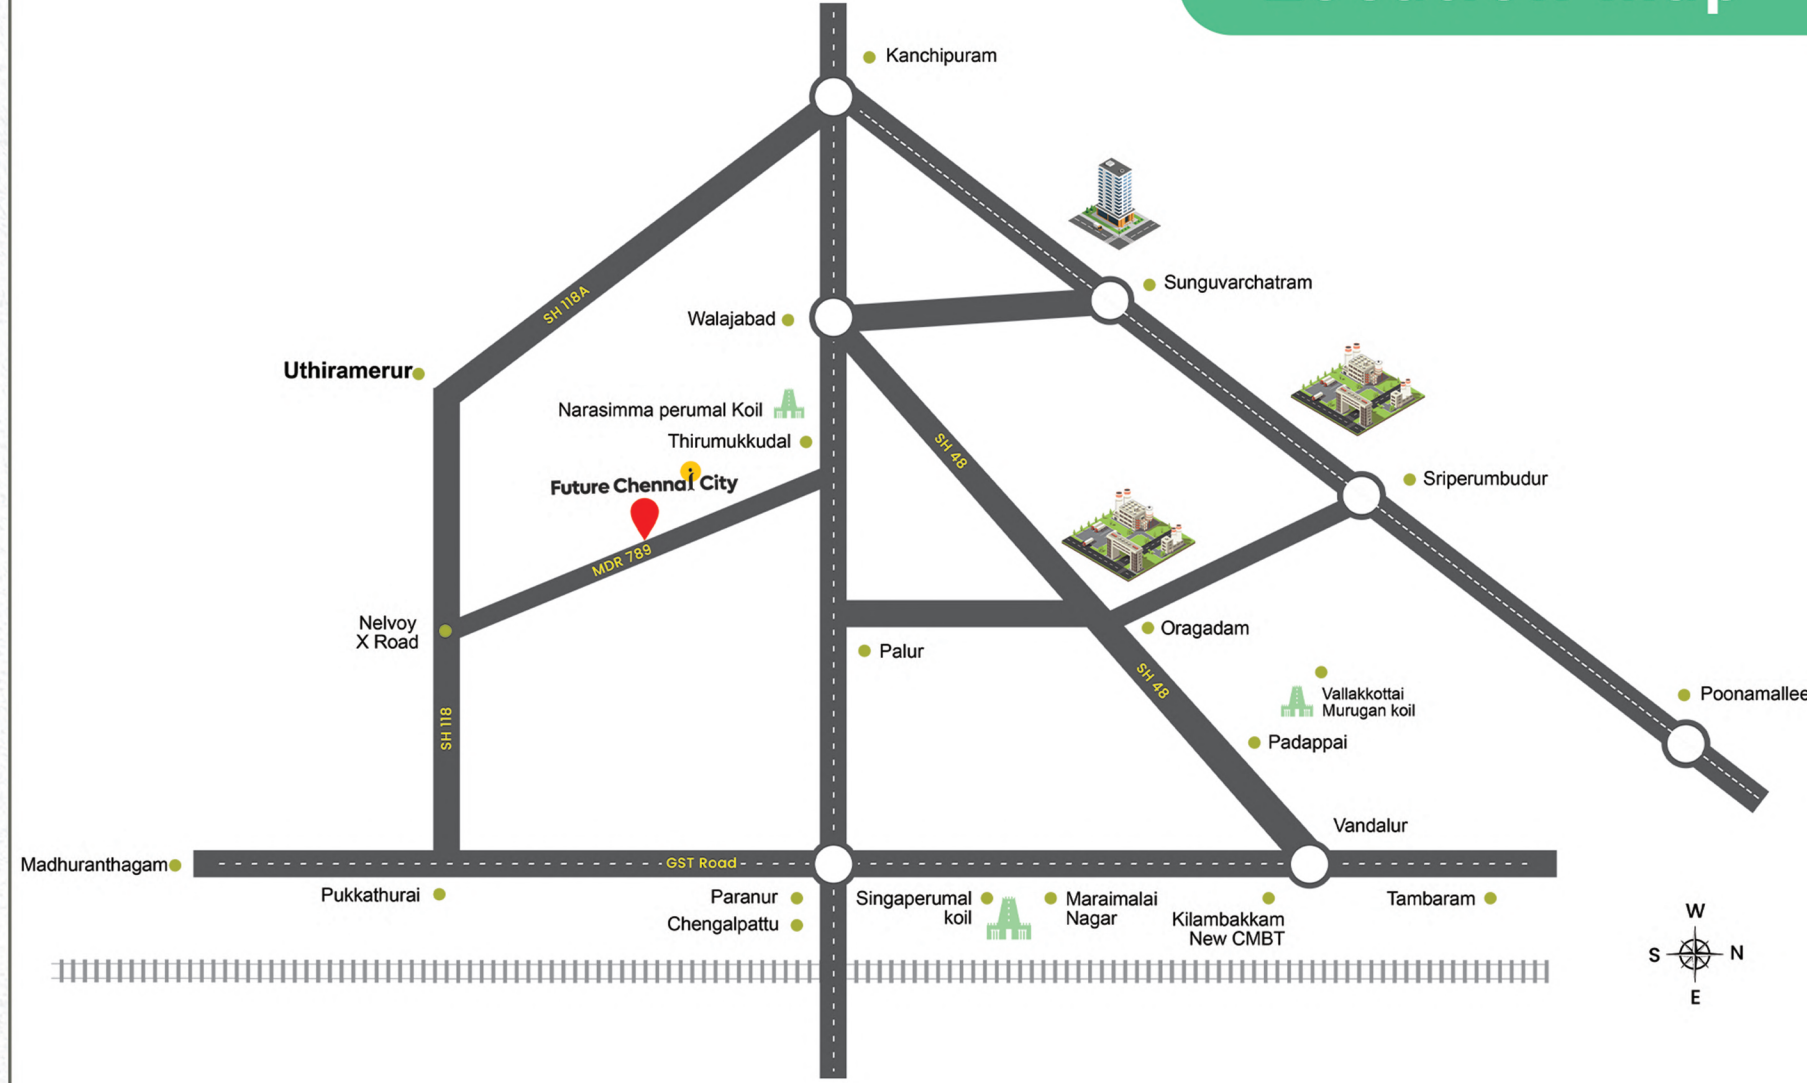 Kanchipuram
Sunguvarchatram
SH 118A
Walajabad
Uthiramerur
Narasimma perumal Koil
Thirumukkudal
SH 48
Future Chennai City
Sriperumbudur
MDR 789
Nelvoy
X Road
Oragadam
Palur
SH 48
Vallakkottai
Murugan koil
Poonamallee
SH 118
Padappai
Vandalur
Madhuranthagam
GST Road
Pukkathurai
Paranur
Chengalpattu
Singaperumal
koil
Maraimalai
Nagar
Kilambakkam
New CMBT
Tambaram
W
S
N
E